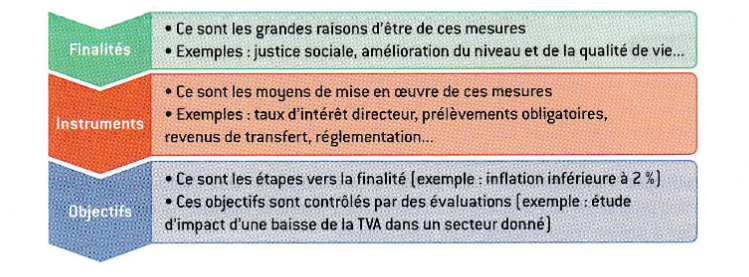 Finalités
• Ce sont les grandes raisons d'être de ces mesures
• Exemples : justice sociale, amélioration du niveau et de la qualité de vie...
Instruments
• Ce sont les moyens de mise en œuvre de ces mesures
• Exemples : taux d'intérêt directeur, prélèvements obligatoires,
revenus de transfert, réglementation...
Objectifs
• Ce sont les étapes vers la finalité (exemple : inflation inférieure à 2 %)
• Ces objectifs sont contrôlés par des évaluations (exemple : étude
d'impact d'une baisse de la TVA dans un secteur donné)